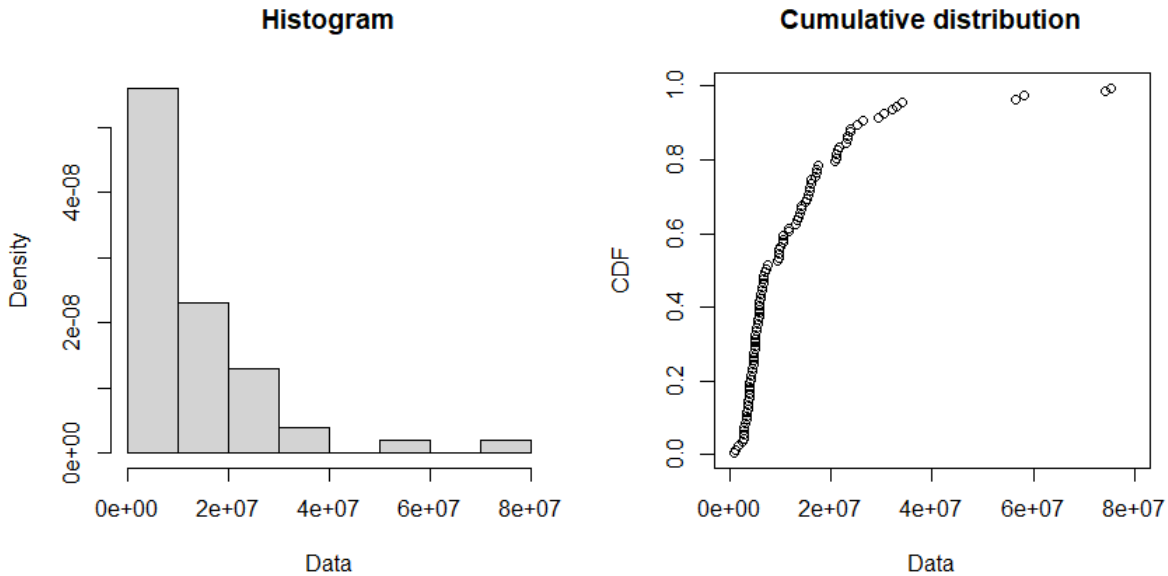 Histogram
Density
0e+00
2e-08
4e-08
0e+00
2e+07
4e+07
6e+07
8e+07
Data
Cumulative distribution
CDF
0.0
0.2
0.4
0.6
0.8
1.0
0e+00
2e+07
4e+07
6e+07
8e+07
Data